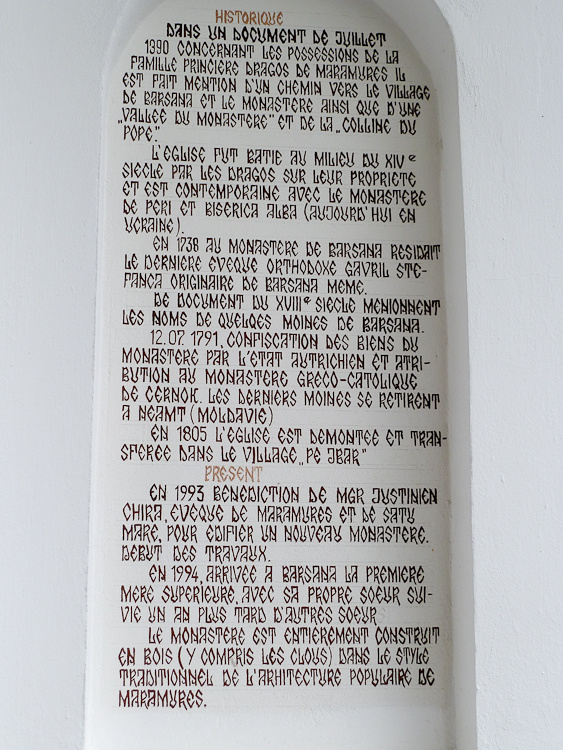 HISTORIQUE
DANS UN DOCUMENT DE JUILLET
1390 CONCERNANT LES POSSESSIONS DE LA
FAMILLE PRINCIERE DRAGOS DE MARAMURES IL
EST FAIT MENTION D'UN CHEMIN VERS LE VILLAGE
DE BARSANA ET LE MONASTERE AINSI QUE D'UNE
„VALLEE DU MONASTERE" ET DE LA „COLLINE DU
POPE".
L'EGLISE FUT BATIE AU MILIEU DU XIVe
SIECLE PAR LES DRAGOS SUR LEUR PROPRIETE
ET EST CONTEMPORAINE AVEC LE MONASTERE
DE PERI ET BISERICA ALBA (AUJOURD'HUI EN
UCRAINE).
EN 1738 AU MONASTERE DE BARSANA RESIDAIT
LE DERNIERE EVEQUE ORTHODOXE GAVRIL STE-
FANCA ORIGINAIRE DE BARSANA MEME.
DE DOCUMENT DU XVIIIe SIECLE MENIONNENT
LES NOMS DE QUELQES MOINES DE BARSANA.
12.07.1791, CONFISCATION DES BIENS DU
MONASTERE PAR L'ETAT AUTRICHIEN ET ATRI-
BUTION AU MONASTERE GRECO-CATOLIQUE
DE CERNOK. LES DERNIERS MOINES SE RETIRENT
A NEAMT (MOLDAVIE)
EN 1805 L'EGLISE EST DEMONTEE ET TRAN-
SFEREE DANS LE VILLAGE „PE JBAR"
PRESENT
EN 1993 BENEDICTION DE MGR JUSTINIEN
CHIRA, EVEQUE DE MARAMURES ET DE SATU
MARE, POUR EDIFIER UN NOUVEAU MONASTERE.
DEBUT DES TRAVAUX.
EN 1994, ARRIVEE A BARSANA LA PREMIERE
MERE SUPERIEURE, AVEC SA PROPRE SOEUR SUI-
VIE UN AN PLUS TARD D'AUTRES SOEUR
LE MONASTERE EST ENTIEREMENT CONSTRUIT
EN BOIS (Y COMPRIS LES CLOUS) DANS LE STYLE
TRADITIONNEL DE L'ARHITECTURE POPULAIRE DE
MARAMURES.